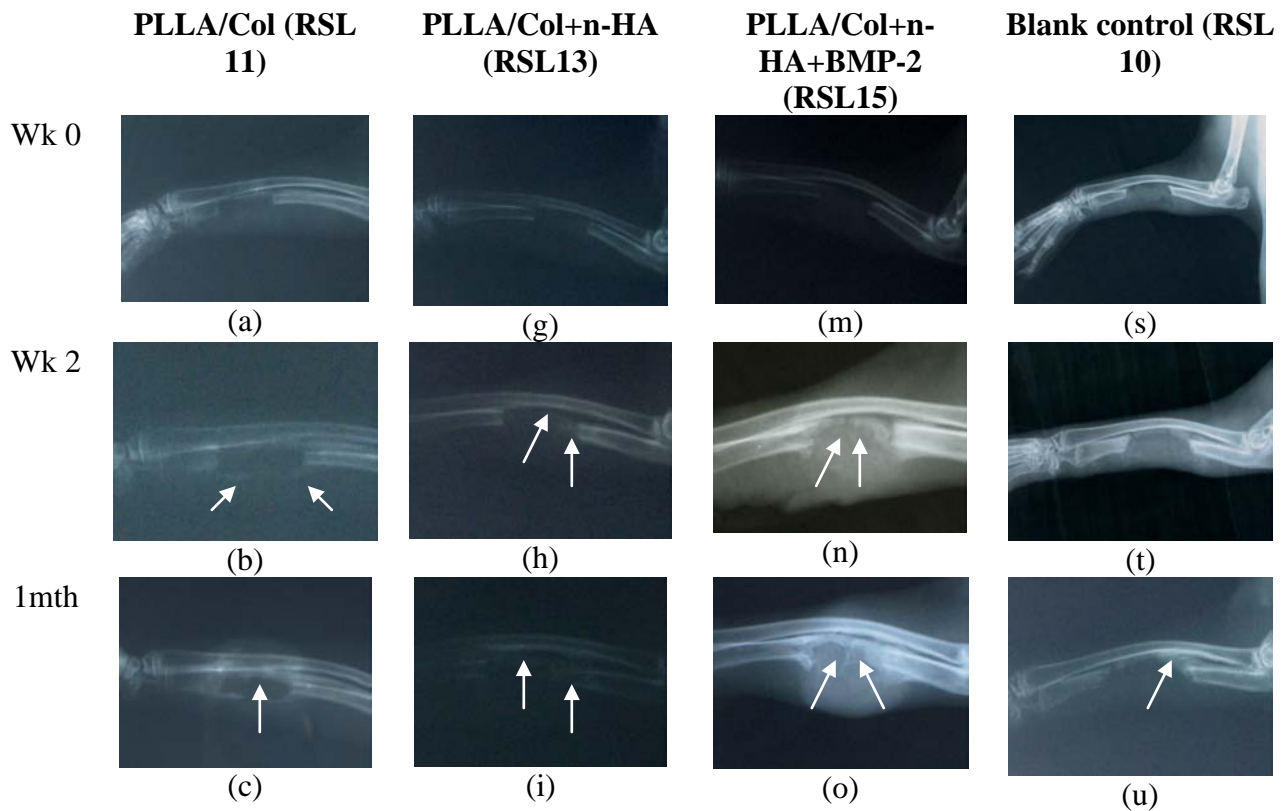 PLLA/Col (RSL
11)
PLLA/Col+n-HA
(RSL13)
PLLA/Col+n-
HA+BMP-2
(RSL15)
Blank control (RSL
10)
Wk 0
(a)
(g)
(m)
(s)
Wk 2
(b)
(h)
(n)
(t)
1mth
(c)
(i)
(o)
(u)